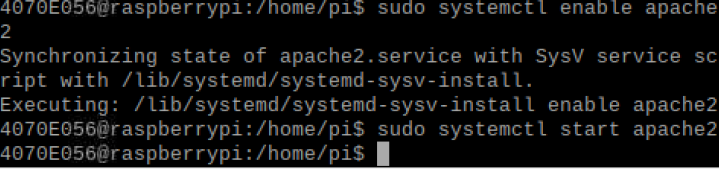 4070E056@raspberrypi:/home/pi$ sudo systemctl enable apache
2
Synchronizing state of apache2.service with SysV service sc
ript with /lib/systemd/systemd-sysv-install.
Executing: /lib/systemd/systemd-sysv-install enable apache2
4070E056@raspberrypi:/home/pi$ sudo systemctl start apache2
4070E056@raspberrypi:/home/pi$